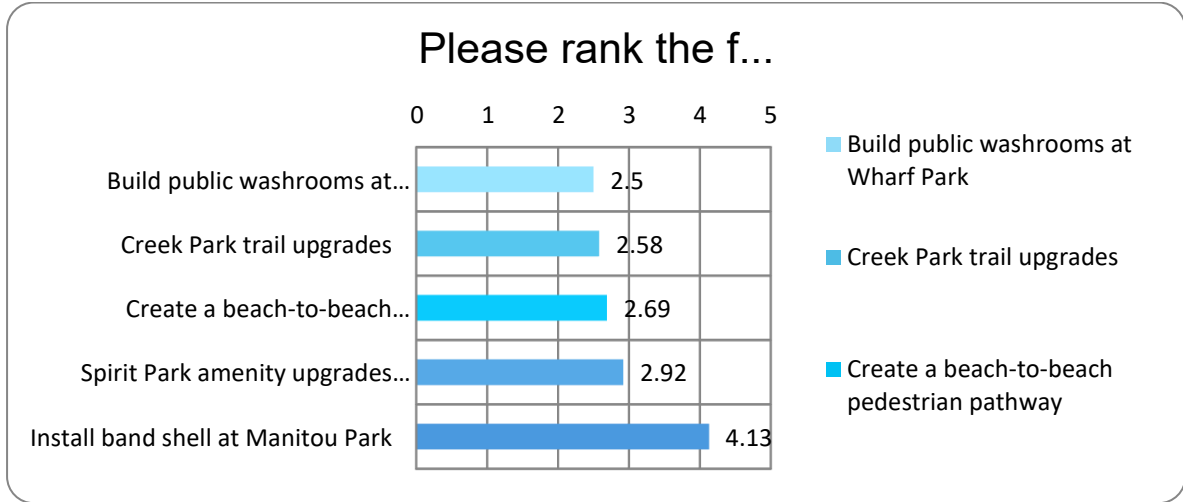 Please rank the f...
0 1 2 3 4 5
Build public washrooms at... 2.5
Creek Park trail upgrades 2.58
Create a beach-to-beach... 2.69
Spirit Park amenity upgrades... 2.92
Install band shell at Manitou Park 4.13
Build public washrooms at
Wharf Park
Creek Park trail upgrades
Create a beach-to-beach
pedestrian pathway